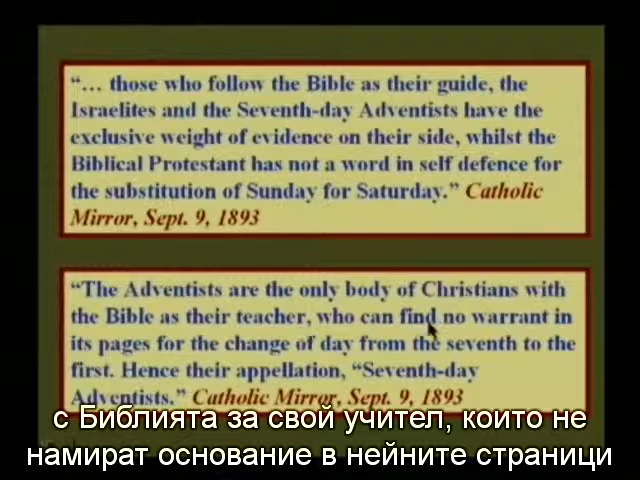 “... those who follow the Bible as their guide, the
Israelites and the Seventh-day Adventists have the
exclusive weight of evidence on their side, whilst the
Biblical Protestant has not a word in self defence for
the substitution of Sunday for Saturday.” Catholic
Mirror, Sept. 9, 1893
“The Adventists are the only body of Christians with
the Bible as their teacher, who can find no warrant in
its pages for the change of day from the seventh to the
first. Hence their appellation, “Seventh-day
Adventists.” Catholic Mirror, Sept. 9, 1893
с Библията за свой учител, които не
намират основание в нейните страници